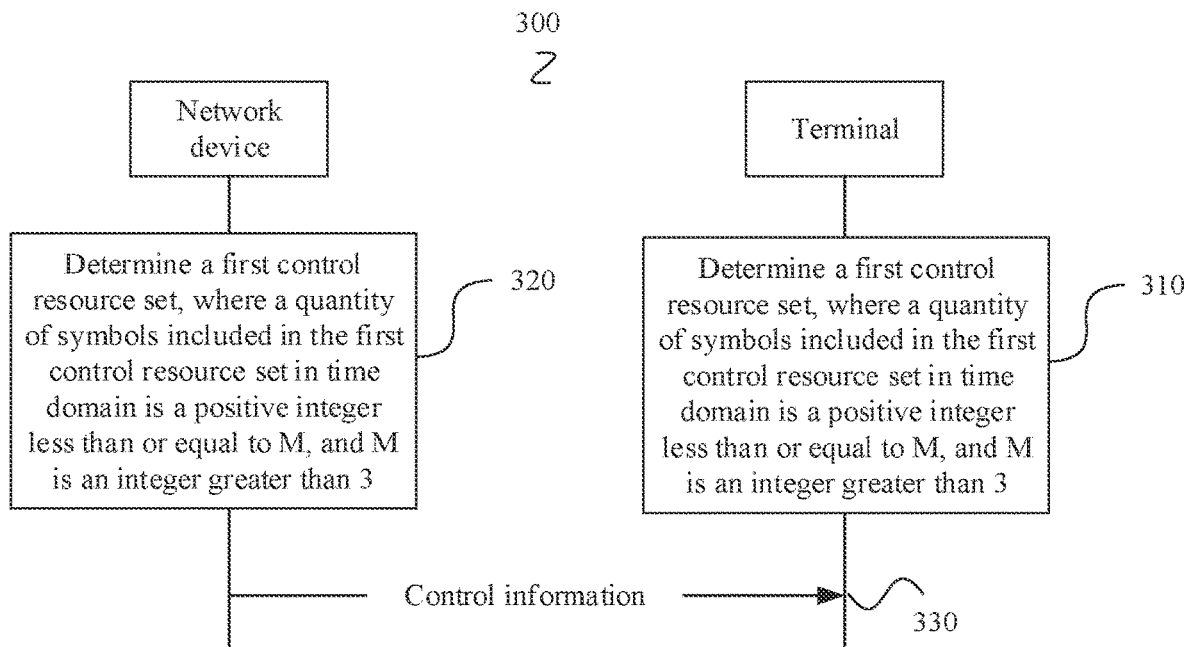 300
Network
device
Terminal
Determine a first control
resource set, where a quantity
of symbols included in the first
control resource set in time
domain is a positive integer
less than or equal to M, and M
is an integer greater than 3
320
Determine a first control
resource set, where a quantity
of symbols included in the first
control resource set in time
domain is a positive integer
less than or equal to M, and M
is an integer greater than 3
310
Control information
330